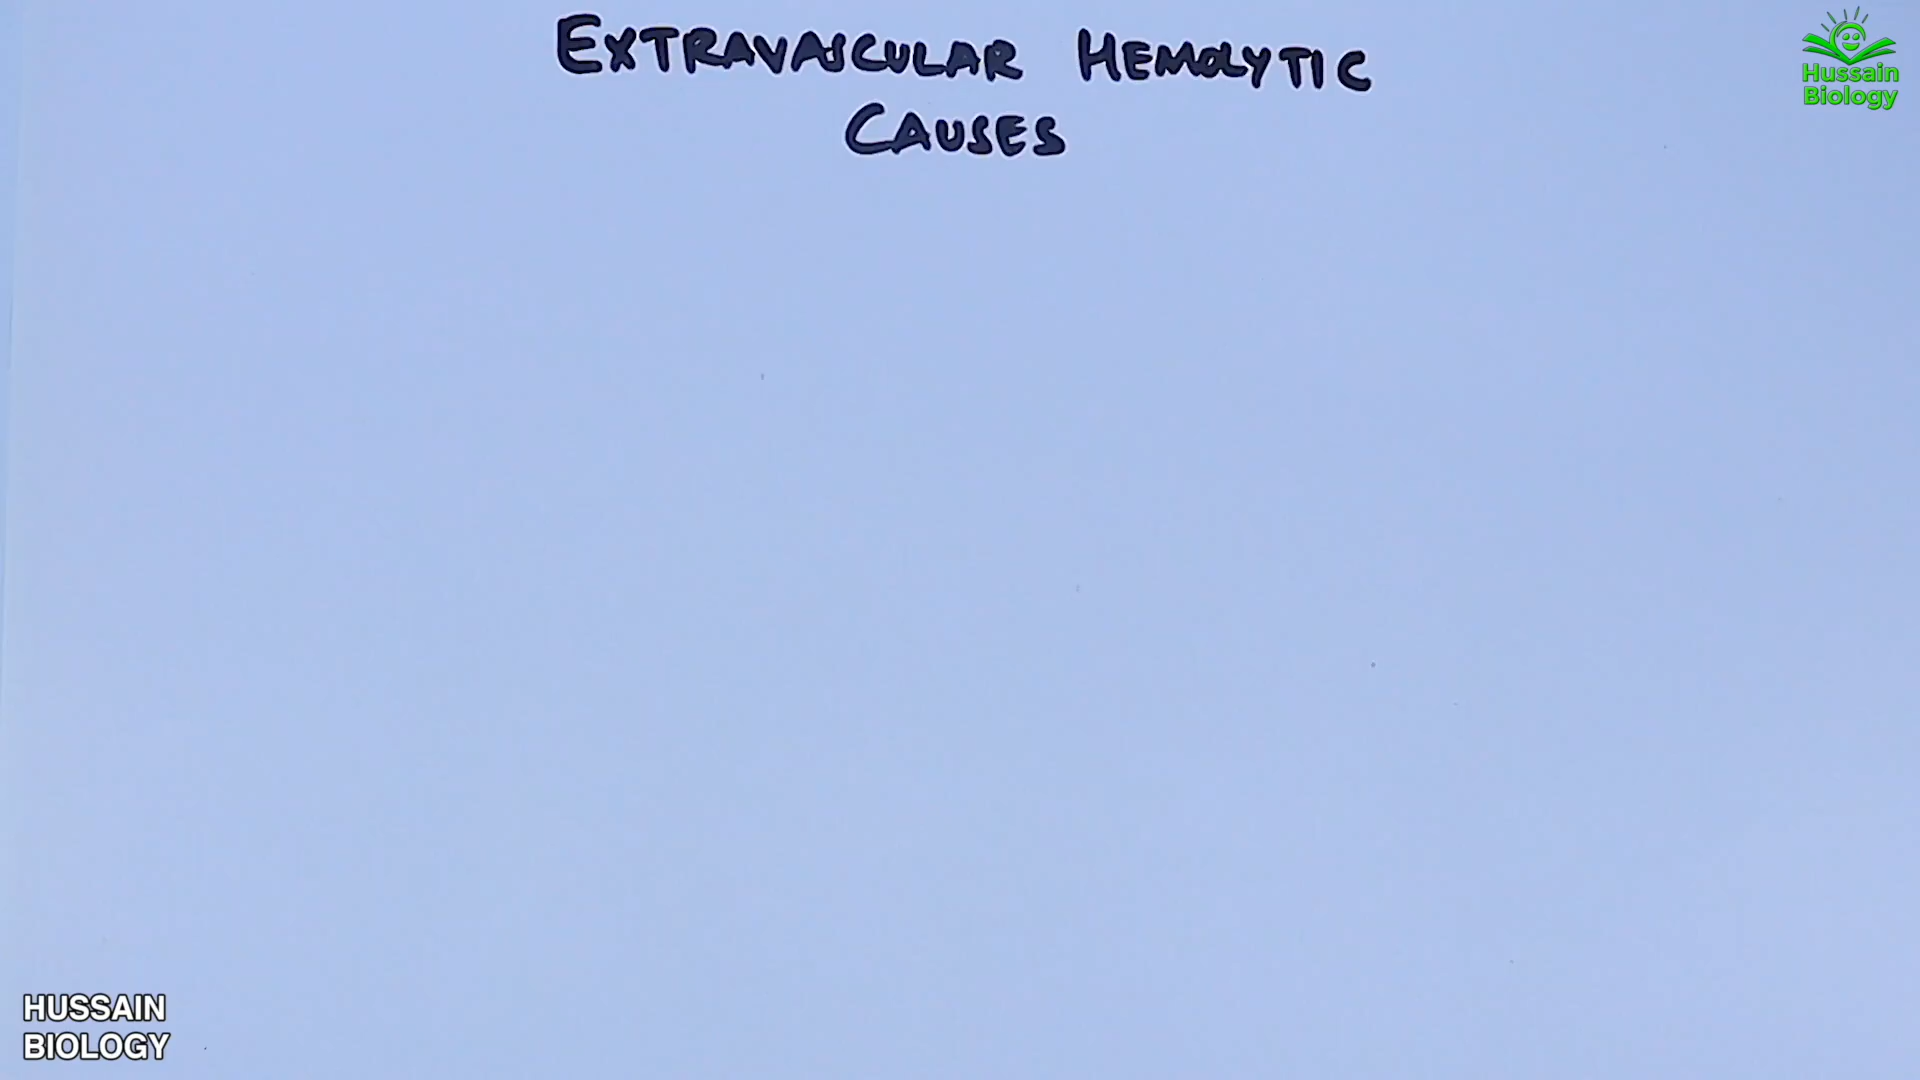 EXTRAVASCULAR HEMOLYTIC
CAUSES
Hussain
Biology
HUSSAIN
BIOLOGY